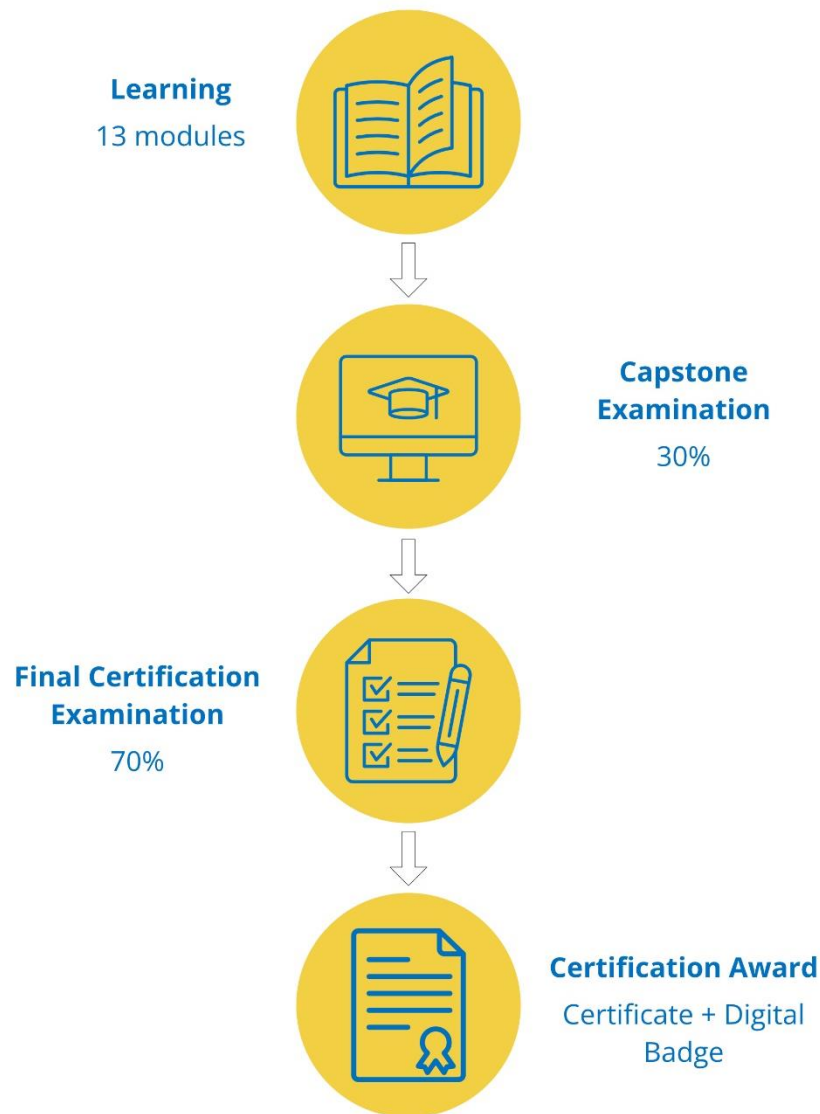 Learning
13 modules
Capstone
Examination
30%
Final Certification
Examination
70%
Certification Award
Certificate + Digital
Badge